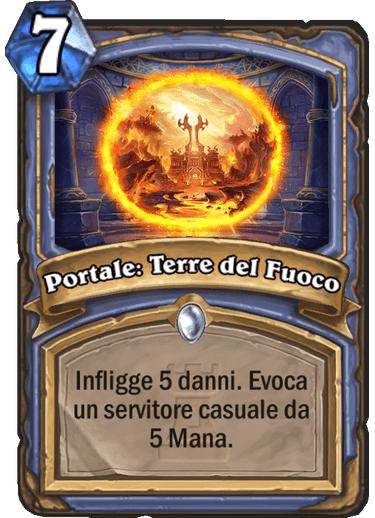 7
Portale: Terre del Fuoco
Infligge 5 danni. Evoca
un servitore casuale da
5 Mana.